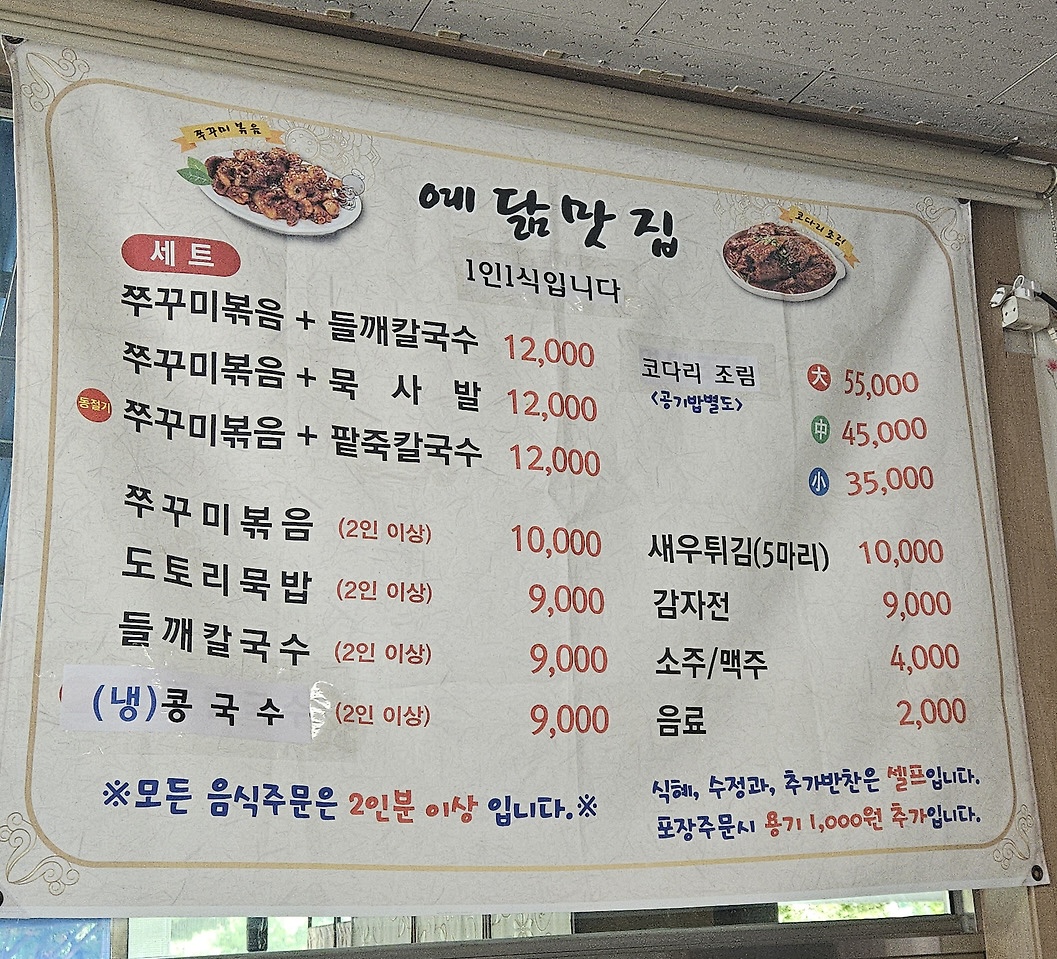 쭈꾸미 볶음
예닮맛집
코다리 조림
1인1식입니다
세트
쭈꾸미볶음 + 들깨칼국수 12,000
쭈꾸미볶음 + 묵 사 발 12,000
동절기 쭈꾸미볶음 + 팥죽칼국수 12,000
쭈꾸미볶음 (2인 이상) 10,000
도토리묵밥 (2인 이상) 9,000
들깨칼국수 (2인 이상) 9,000
(냉)콩국수 (2인 이상) 9,000
※모든 음식주문은 2인분 이상 입니다.※
코다리 조림 大 55,000
<공기밥별도>
中 45,000
小 35,000
새우튀김(5마리) 10,000
감자전 9,000
소주/맥주 4,000
음료 2,000
식혜, 수정과, 추가반찬은 셀프입니다.
포장주문시 용기 1,000원 추가입니다.